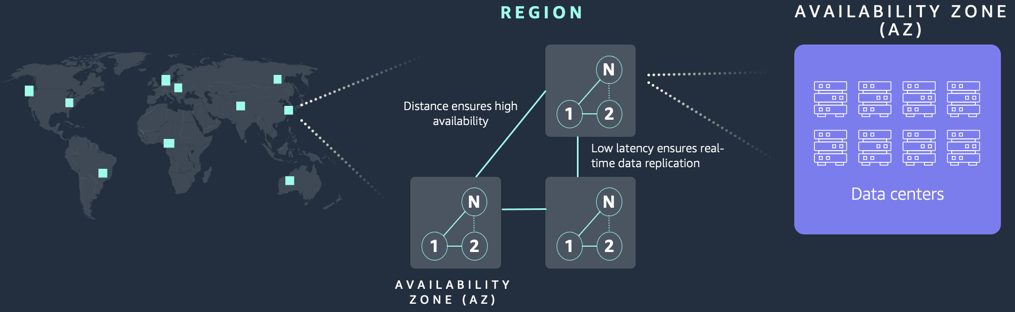 REGION
AVAILABILITY ZONE
(AZ)
N
1 2
Distance ensures high
availability
Low latency ensures real-
time data replication
N
1 2
N
1 2
AVAILABILITY
ZONE (AZ)
Data centers